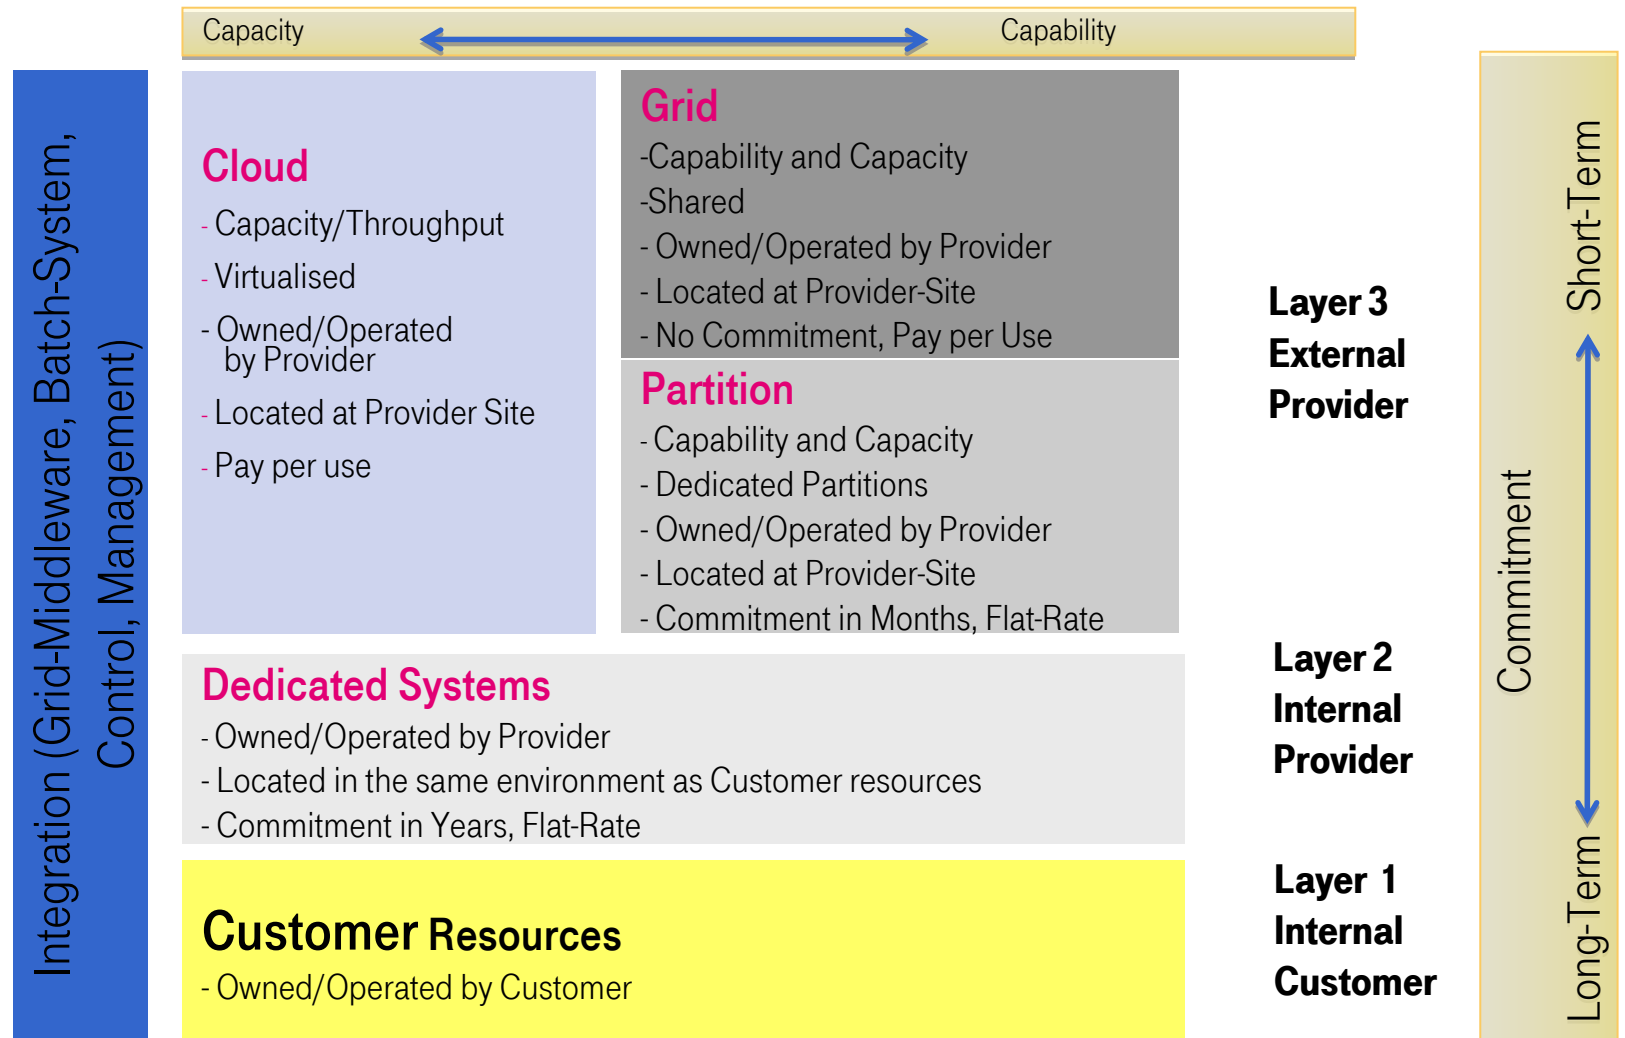 Capacity
Capability
Integration (Grid-Middleware, Batch-System,
Control, Management)
Cloud
- Capacity/Throughput
- Virtualised
- Owned/Operated
by Provider
- Located at Provider Site
- Pay per use
Grid
-Capability and Capacity
-Shared
- Owned/Operated by Provider
- Located at Provider-Site
- No Commitment, Pay per Use
Partition
- Capability and Capacity
- Dedicated Partitions
- Owned/Operated by Provider
- Located at Provider-Site
- Commitment in Months, Flat-Rate
Layer 3
External
Provider
Dedicated Systems
- Owned/Operated by Provider
- Located in the same environment as Customer resources
- Commitment in Years, Flat-Rate
Layer 2
Internal
Provider
Customer Resources
- Owned/Operated by Customer
Layer 1
Internal
Customer
Commitment
Short-Term
Long-Term